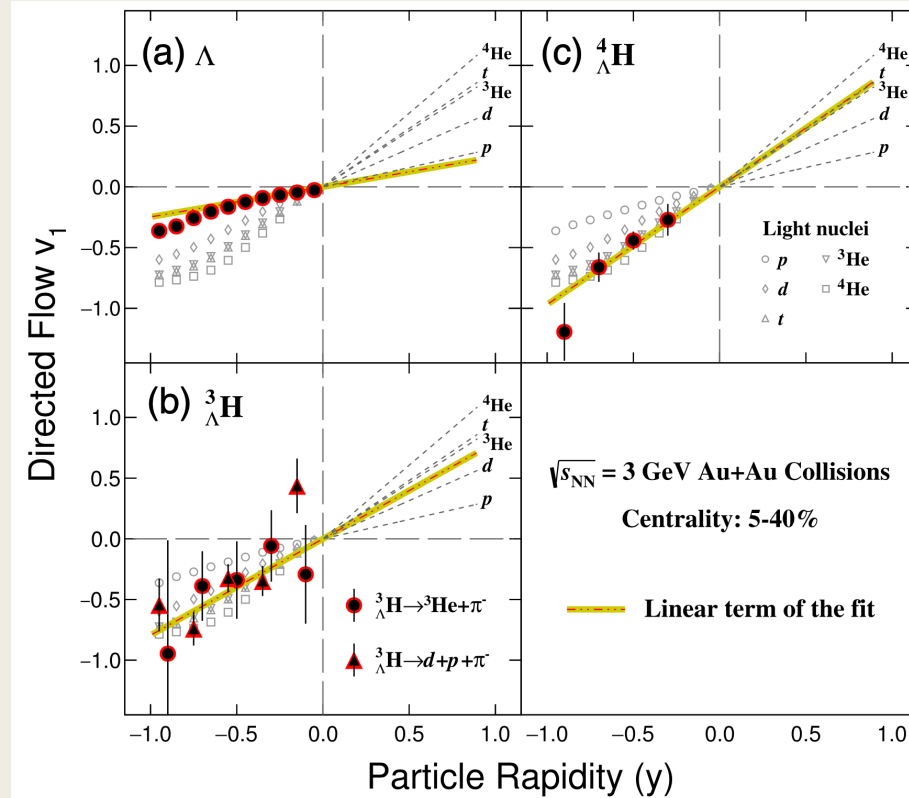 (a) Λ
⁴He
t
³He
d
p
1.0
0.5
0.0
−0.5
−1.0
(c) ⁴ΛH
⁴He
t
³He
d
p
Light nuclei
p ³He
d ⁴He
t
Directed Flow v₁
(b) ³ΛH
⁴He
t
³He
d
p
1.0
0.5
0.0
−0.5
−1.0
³ΛH→³He+π⁻
³ΛH→d+p+π⁻
√sNN = 3 GeV Au+Au Collisions
Centrality: 5-40%
Linear term of the fit
−1.0 −0.5 0.0 0.5 1.0
−1.0 −0.5 0.0 0.5 1.0
Particle Rapidity (y)